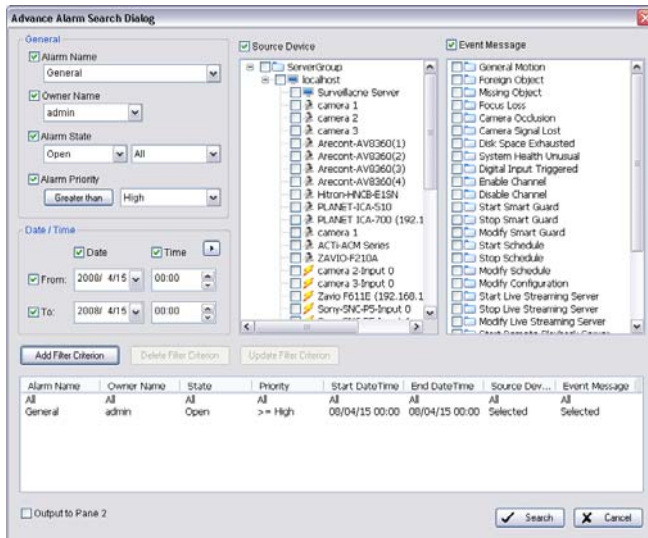 Advance Alarm Search Dialog
General
Alarm Name
General
Owner Name
admin
Alarm State
Open
All
Alarm Priority
Greater than
High
Date / Time
Date
Time
From:
2008/ 4/15
00:00
To:
2008/ 4/15
00:00
Source Device
ServerGroup
localhost
Surveillacne Server
camera 1
camera 2
camera 3
Arecont-AV8360(1)
Arecont-AV8360(2)
Arecont-AV8360(3)
Arecont-AV8360(4)
Hitron-HNCB-E1SN
PLANET-ICA-510
PLANET ICA-700 (192.1
camera 1
ACTi-ACM Series
ZAVIO-F210A
camera 2-Input 0
camera 3-Input 0
Zavio F611E (192.168.1
Sony-SNC-P5-Input 0
Event Message
General Motion
Foreign Object
Missing Object
Focus Loss
Camera Occlusion
Camera Signal Lost
Disk Space Exhausted
System Health Unusual
Digital Input Triggered
Enable Channel
Disable Channel
Start Smart Guard
Stop Smart Guard
Modify Smart Guard
Start Schedule
Stop Schedule
Modify Schedule
Modify Configuration
Start Live Streaming Server
Stop Live Streaming Server
Modify Live Streaming Server
Add Filter Criterion
Delete Filter Criterion
Update Filter Criterion
Alarm Name Owner Name State Priority Start DateTime End DateTime Source Dev... Event Message
All All All All All All All All
General admin Open >= High 08/04/15 00:00 08/04/15 00:00 Selected Selected
Output to Pane 2
Search
Cancel